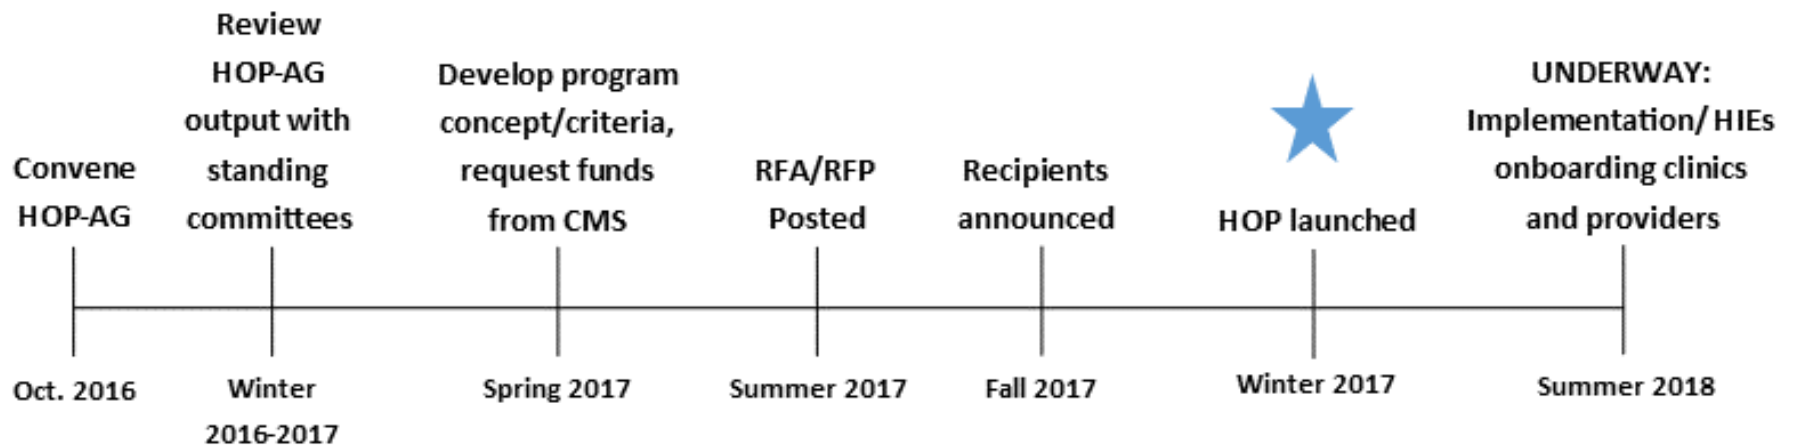 Convene
HOP-AG
Review
HOP-AG
output with
standing
committees
Develop program
concept/criteria,
request funds
from CMS
RFA/RFP
Posted
Recipients
announced
HOP launched
UNDERWAY:
Implementation/ HIEs
onboarding clinics
and providers
Oct. 2016
Winter
2016-2017
Spring 2017
Summer 2017
Fall 2017
Winter 2017
Summer 2018